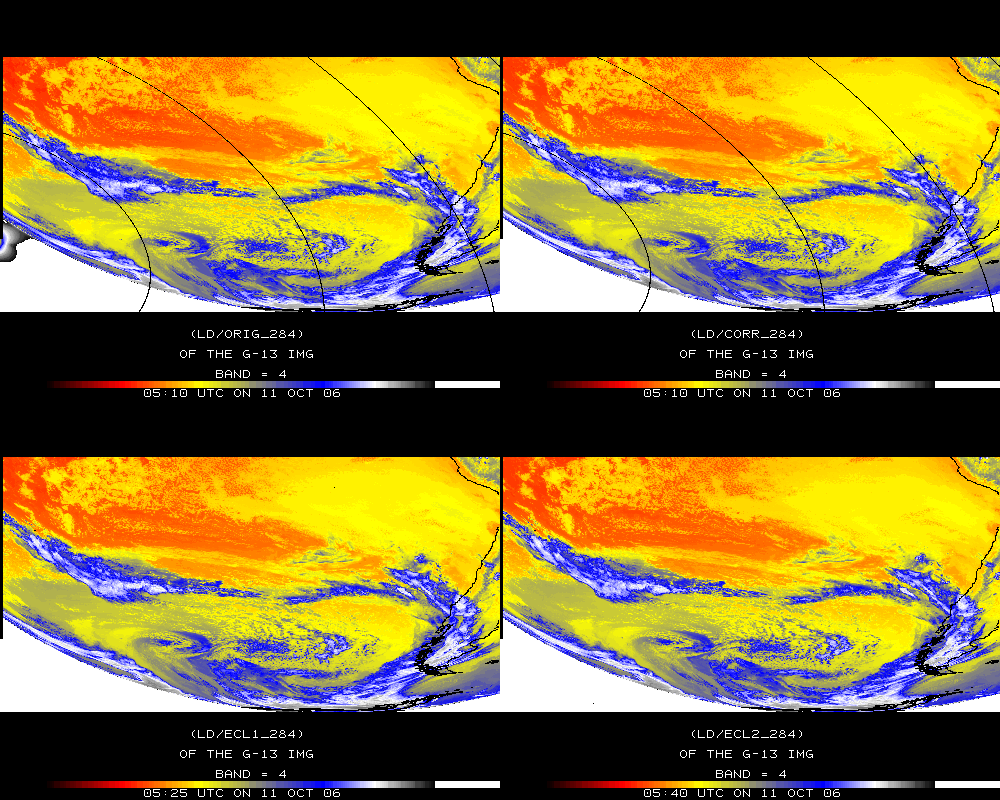 (LD/ORIG_284)
OF THE G-13 IMG
BAND = 4
05:10 UTC ON 11 OCT 06
(LD/CORR_284)
OF THE G-13 IMG
BAND = 4
05:10 UTC ON 11 OCT 06
(LD/ECL1_284)
OF THE G-13 IMG
BAND = 4
05:25 UTC ON 11 OCT 06
(LD/ECL2_284)
OF THE G-13 IMG
BAND = 4
05:40 UTC ON 11 OCT 06